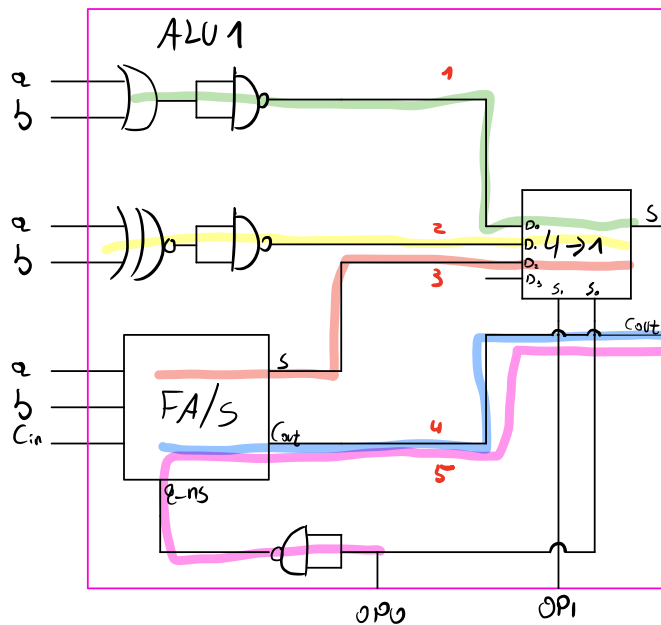 ALU1
a
1
b
a
S
D₀
b
2
D₁
4→1
D₂
3
D₃
S₁
S₀
Cout
a
S
b
FA/S
Cin
Cout
4
5
a_ns
OP0
OP1